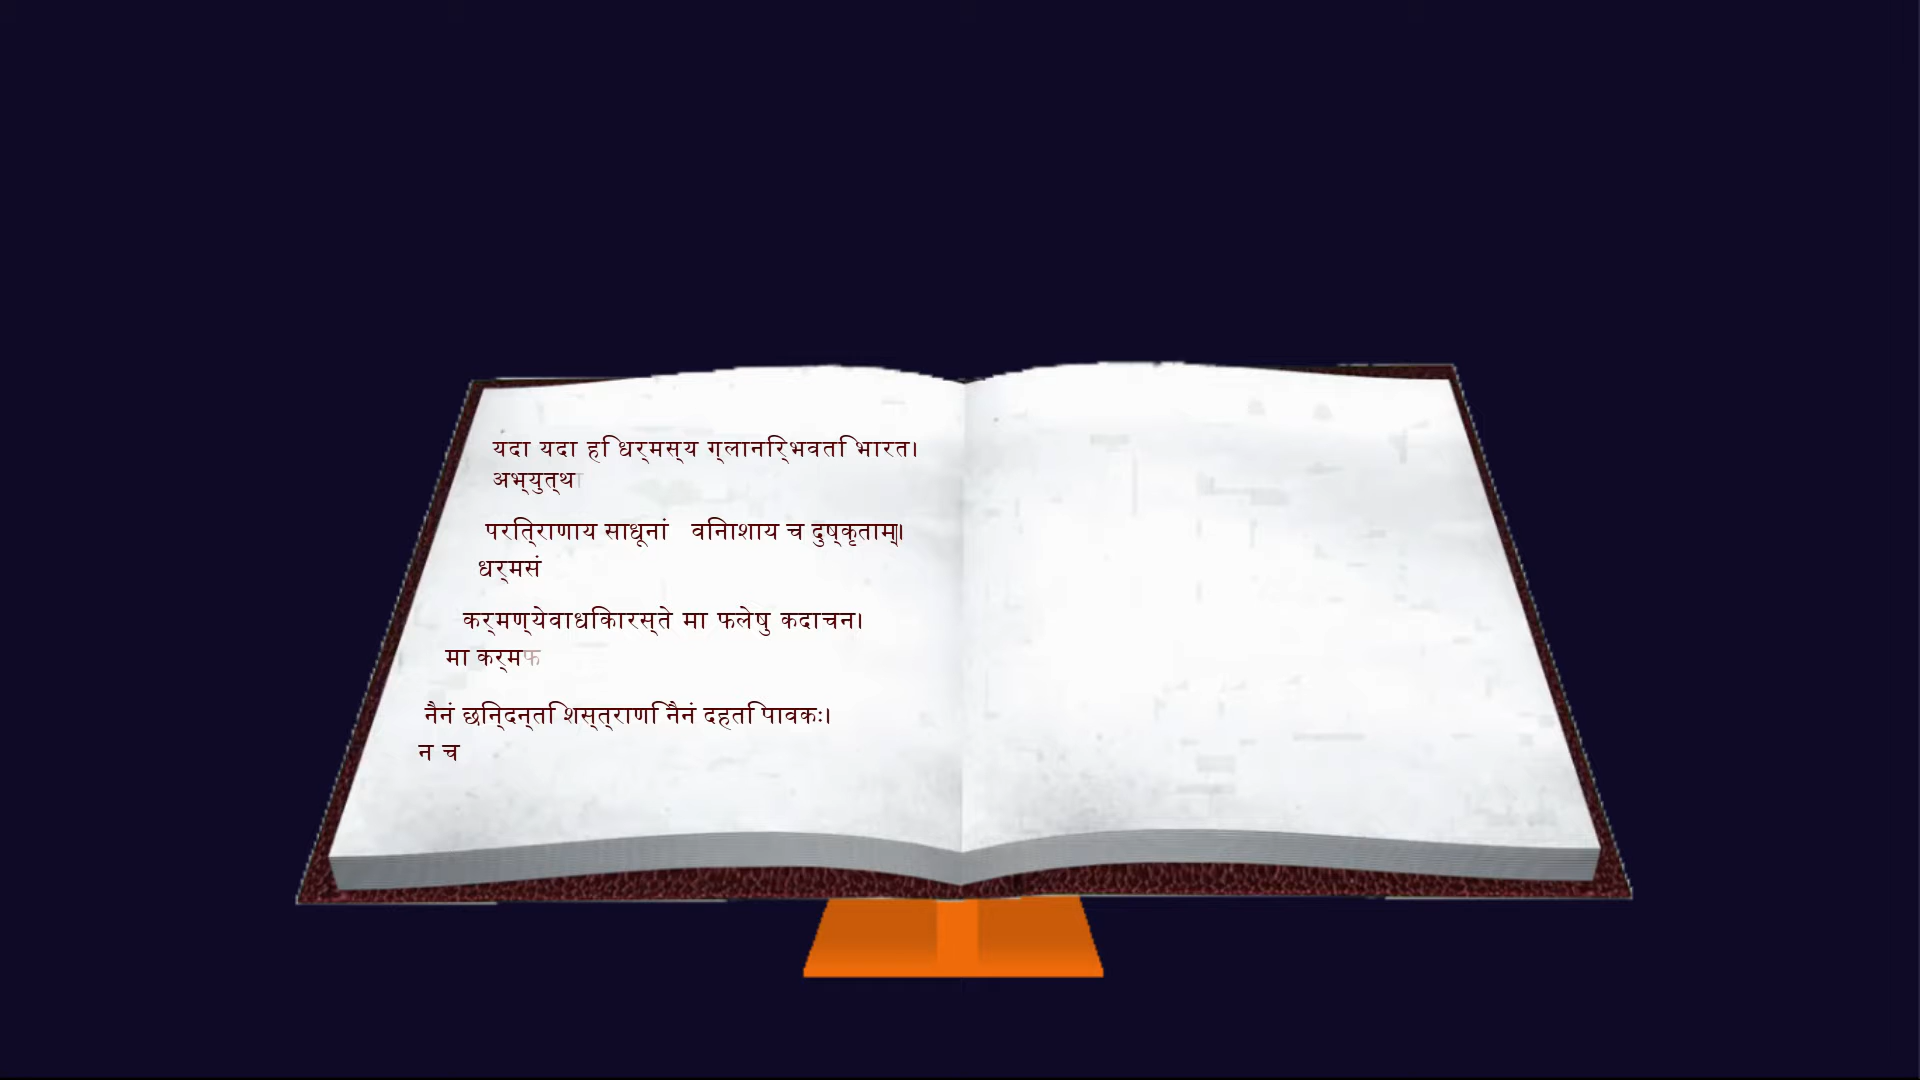 यदा यदा हि धर्मस्य ग्लानिर्भवति भारत।
अभ्युत्था
परित्राणाय साधूनां विनाशाय च दुष्कृताम्।
धर्मसं
कर्मण्येवाधिकारस्ते मा फलेषु कदाचन।
मा कर्मफ
नैनं छिन्दन्ति शस्त्राणि नैनं दहति पावकः।
न च